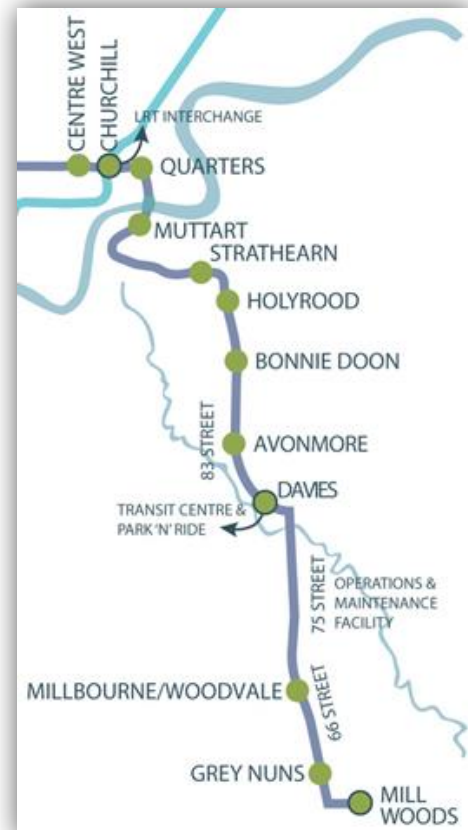 CENTRE WEST
CHURCHILL
LRT INTERCHANGE
QUARTERS
MUTTART
STRATHEARN
HOLYROOD
BONNIE DOON
83 STREET
AVONMORE
DAVIES
TRANSIT CENTRE &
PARK 'N' RIDE
75 STREET
OPERATIONS &
MAINTENANCE
FACILITY
MILLBOURNE/WOODVALE
66 STREET
GREY NUNS
MILL
WOODS